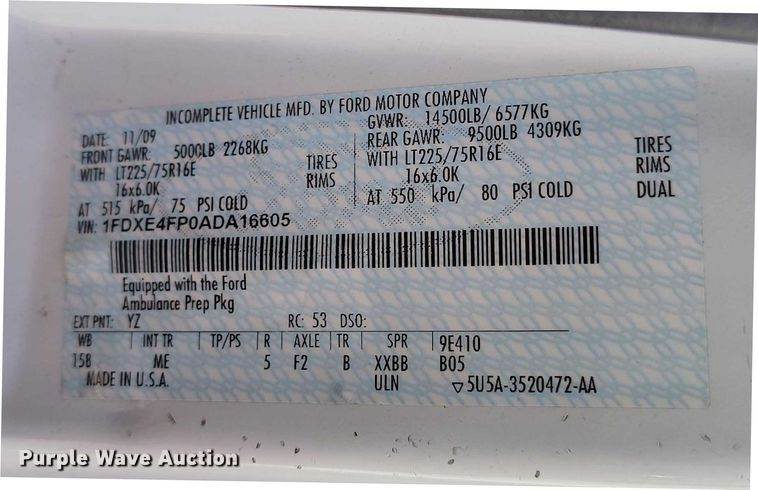 INCOMPLETE VEHICLE MFD. BY FORD MOTOR COMPANY
DATE: 11/09 GVWR: 14500LB/ 6577KG
FRONT GAWR: 5000LB 2268KG REAR GAWR: 9500LB 4309KG
WITH LT225/75R16E TIRES WITH LT225/75R16E TIRES
16x6.0K RIMS 16x6.0K RIMS
AT 515 kPa/ 75 PSI COLD AT 550 kPa/ 80 PSI COLD DUAL
VIN: 1FDXE4FP0ADA16605
Equipped with the Ford
Ambulance Prep Pkg
EXT PNT: YZ RC: 53 DSO:
WB INT TR TP/PS R AXLE TR SPR 9E410
158 ME 5 F2 B XXBB B05
MADE IN U.S.A. ULN ▽5U5A-3520472-AA
Purple Wave Auction